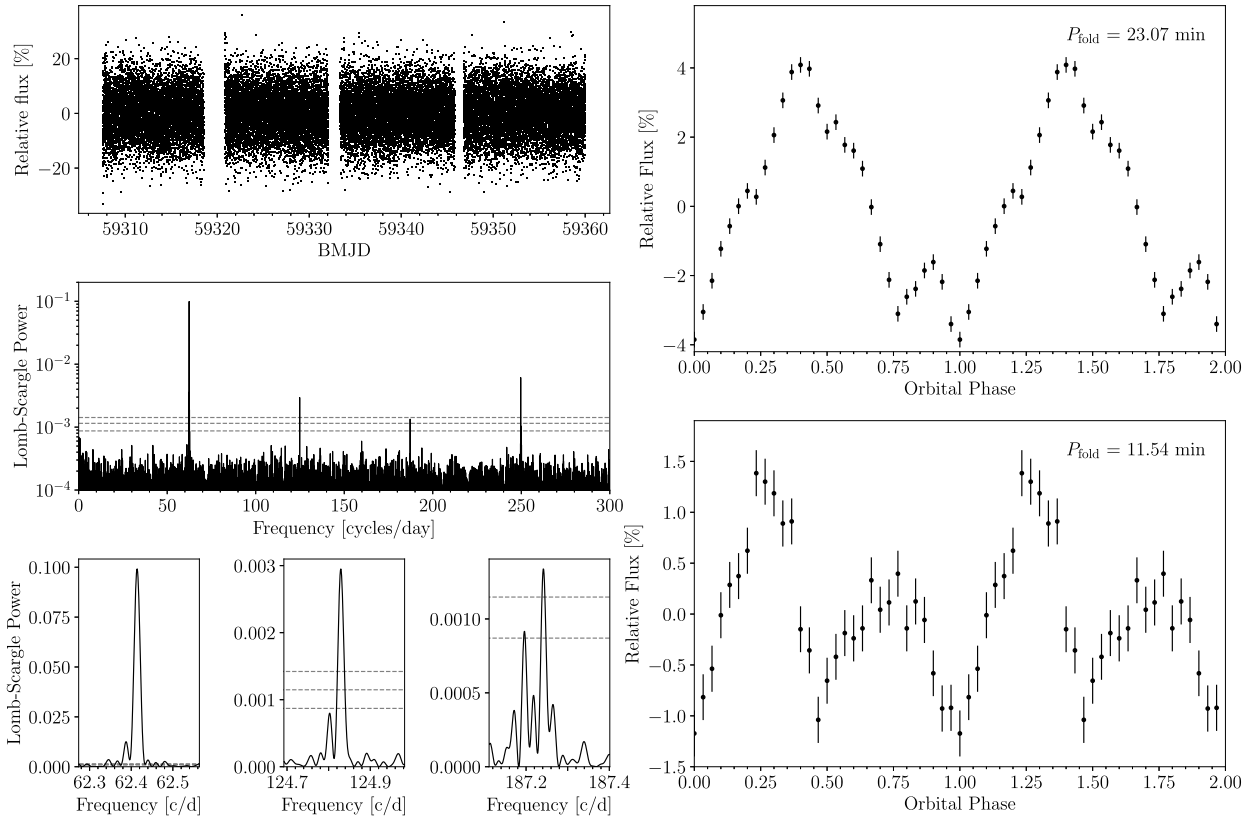 Relative flux [%]
20
0
−20
59310 59320 59330 59340 59350 59360
BMJD
Lomb-Scargle Power
10⁻¹
10⁻²
10⁻³
10⁻⁴
0 50 100 150 200 250 300
Frequency [cycles/day]
Lomb-Scargle Power
0.100
0.075
0.050
0.025
0.000
62.3 62.4 62.5
Frequency [c/d]
0.003
0.002
0.001
0.000
124.7 124.9
Frequency [c/d]
0.0010
0.0005
0.0000
187.2 187.4
Frequency [c/d]
P_fold = 23.07 min
Relative Flux [%]
4
2
0
−2
−4
0.00 0.25 0.50 0.75 1.00 1.25 1.50 1.75 2.00
Orbital Phase
P_fold = 11.54 min
Relative Flux [%]
1.5
1.0
0.5
0.0
−0.5
−1.0
−1.5
0.00 0.25 0.50 0.75 1.00 1.25 1.50 1.75 2.00
Orbital Phase